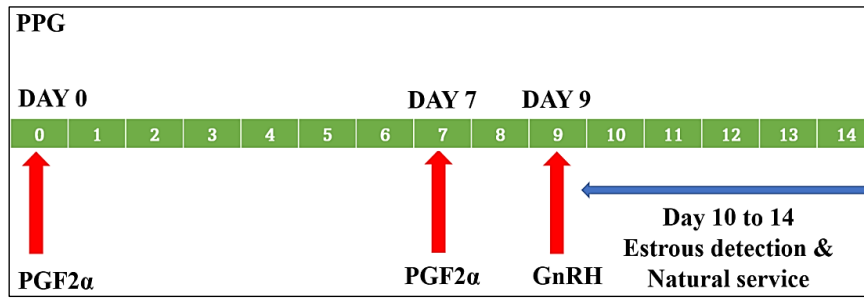 PPG
DAY 0 DAY 7 DAY 9
0 1 2 3 4 5 6 7 8 9 10 11 12 13 14
PGF2α PGF2α GnRH
Day 10 to 14
Estrous detection &
Natural service